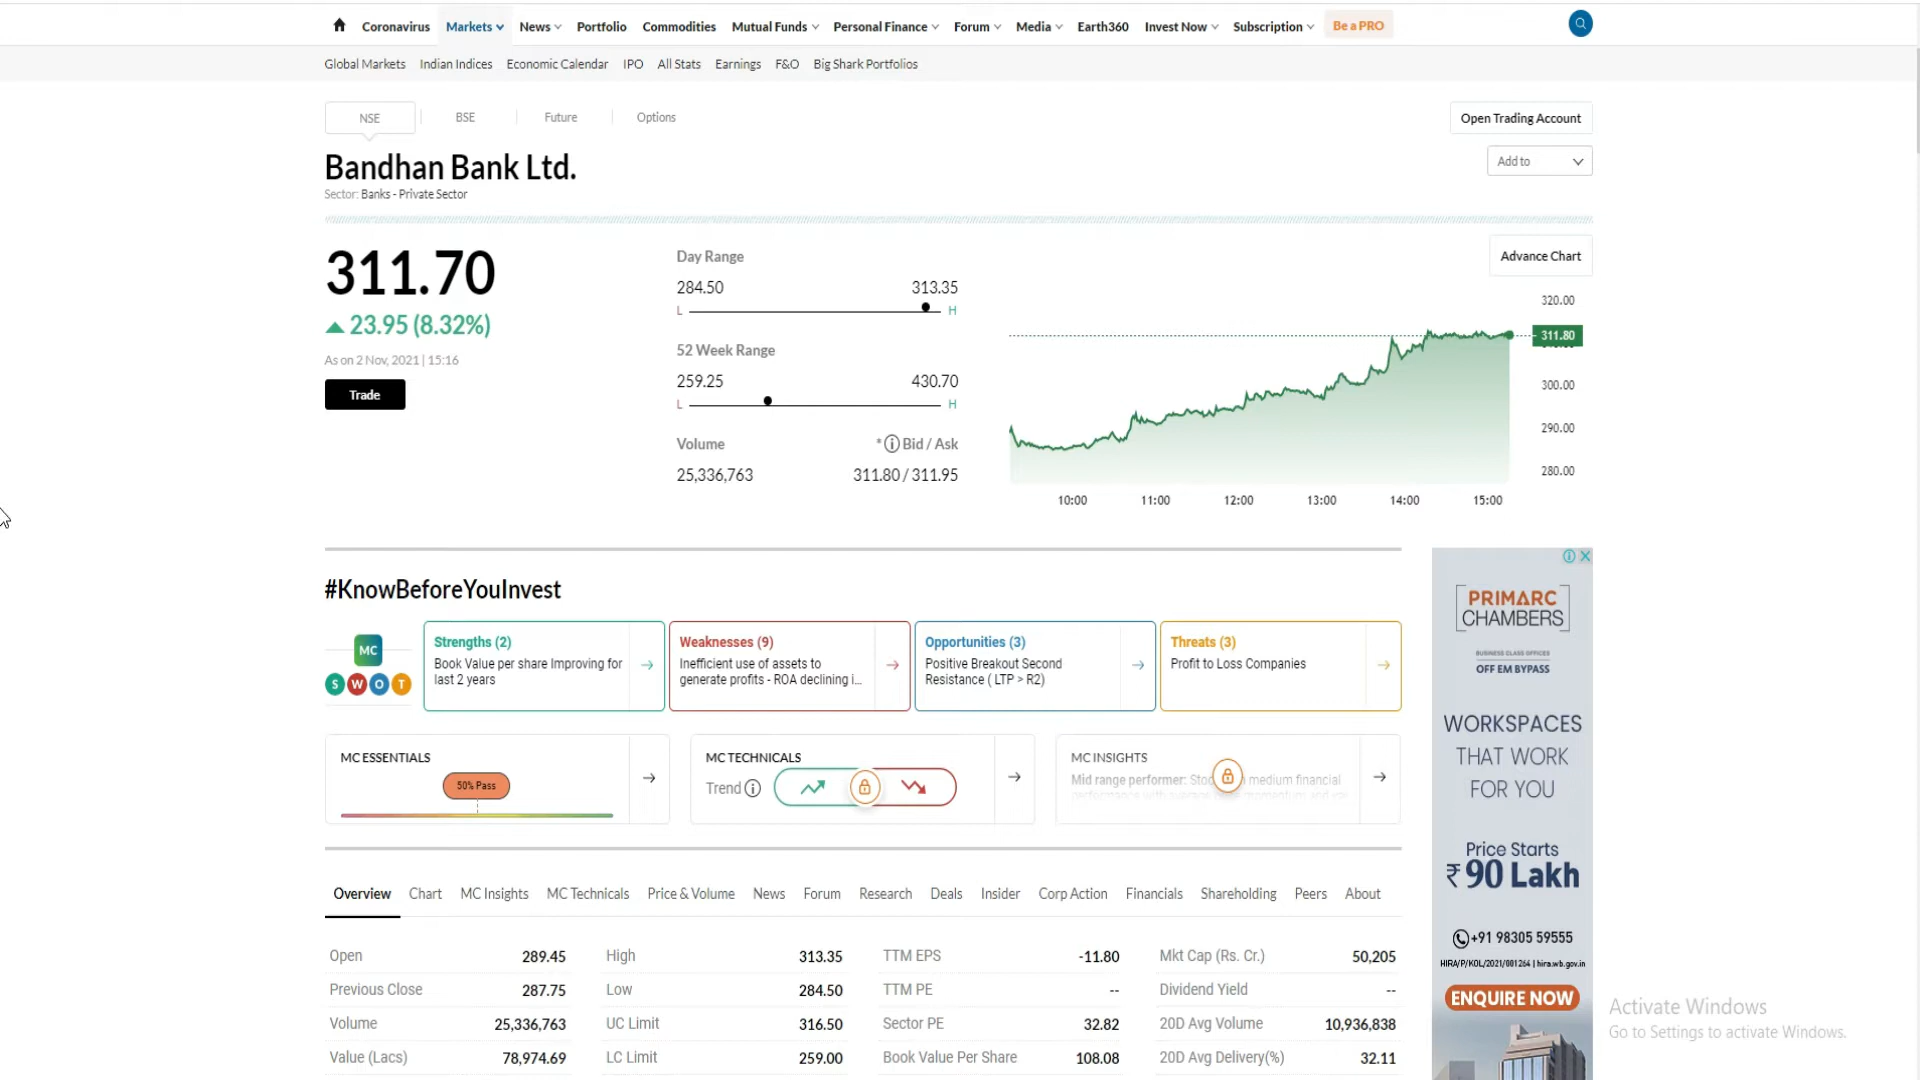 Coronavirus Markets News Portfolio Commodities Mutual Funds Personal Finance Forum Media Earth360 Invest Now Subscription Be a PRO
Global Markets Indian Indices Economic Calendar IPO All Stats Earnings F&O Big Shark Portfolios
NSE BSE Future Options
Open Trading Account
Bandhan Bank Ltd.
Add to
Sector: Banks - Private Sector
311.70
23.95 (8.32%)
As on 2 Nov, 2021 | 15:16
Trade
Day Range
284.50 313.35
L H
52 Week Range
259.25 430.70
L H
Volume * Bid / Ask
25,336,763 311.80 / 311.95
Advance Chart
320.00
311.80
300.00
290.00
280.00
10:00 11:00 12:00 13:00 14:00 15:00
#KnowBeforeYouInvest
MC
S W O T
Strengths (2)
Book Value per share Improving for
last 2 years
Weaknesses (9)
Inefficient use of assets to
generate profits - ROA declining i...
Opportunities (3)
Positive Breakout Second
Resistance ( LTP > R2)
Threats (3)
Profit to Loss Companies
MC ESSENTIALS
50% Pass
MC TECHNICALS
Trend
MC INSIGHTS
Mid range performer: medium financial
Overview Chart MC Insights MC Technicals Price & Volume News Forum Research Deals Insider Corp Action Financials Shareholding Peers About
Open 289.45 High 313.35 TTM EPS -11.80 Mkt Cap (Rs. Cr.) 50,205
Previous Close 287.75 Low 284.50 TTM PE -- Dividend Yield --
Volume 25,336,763 UC Limit 316.50 Sector PE 32.82 20D Avg Volume 10,936,838
Value (Lacs) 78,974.69 LC Limit 259.00 Book Value Per Share 108.08 20D Avg Delivery(%) 32.11
PRIMARC
CHAMBERS
BUSINESS CLASS OFFICES
OFF EM BYPASS
WORKSPACES
THAT WORK
FOR YOU
Price Starts
₹ 90 Lakh
+91 98305 59555
HIRA/P/KOL/2021/001264 | hira.wb.gov.in
ENQUIRE NOW
Activate Windows
Go to Settings to activate Windows.